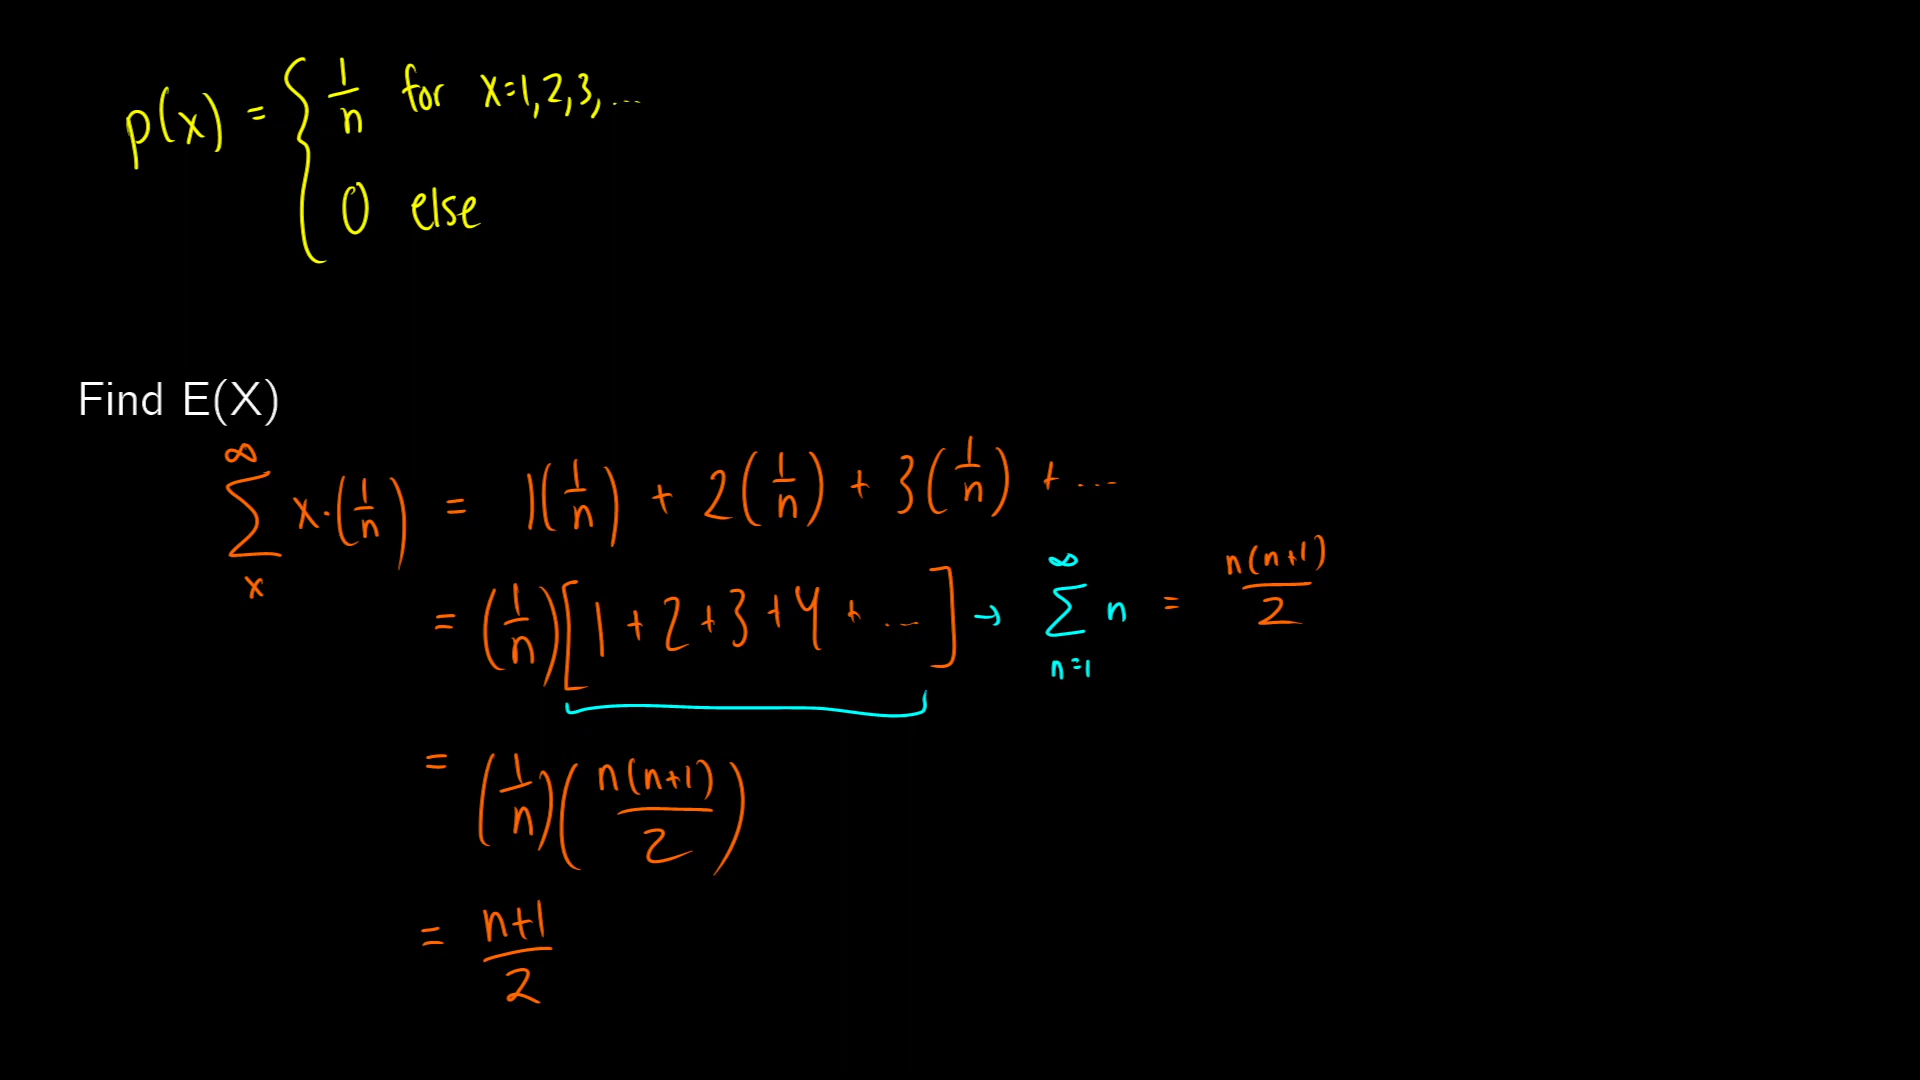 p(x) = { 1/n for x=1,2,3,...
0 else
Find E(X)
∞ ∑ x x·(1/n) = 1(1/n) + 2(1/n) + 3(1/n) + ...
= (1/n)[1+2+3+4+...] → ∞ ∑ n=1 n = n(n+1)/2
= (1/n)(n(n+1)/2)
= n+1/2